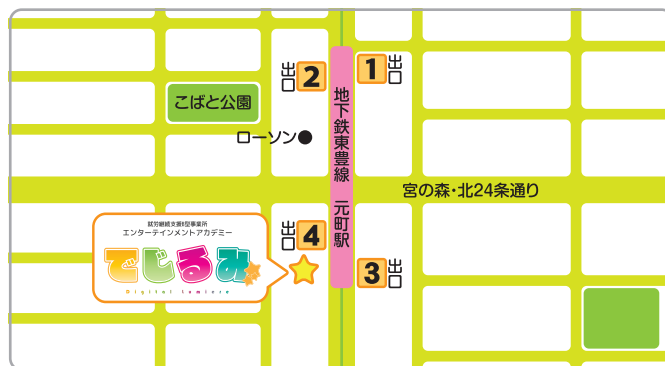 出口 2
1 出口
こばと公園
地下鉄東豊線 元町駅
ローソン
宮の森・北24条通り
就労継続支援B型事業所
エンターテインメントアカデミー
でじるみ
Digital Lumiere
出口 4
3 出口